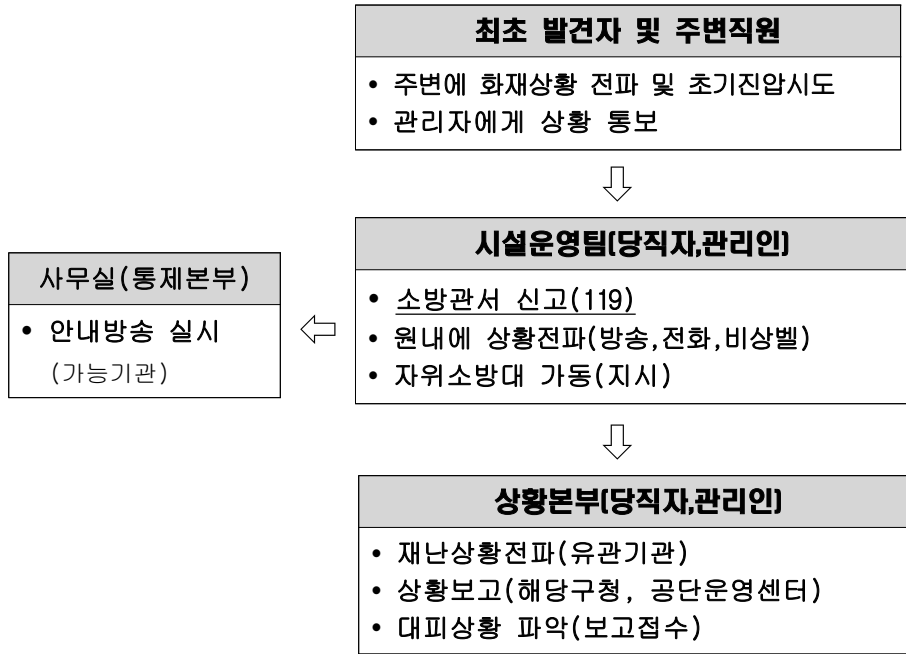 최초 발견자 및 주변직원
• 주변에 화재상황 전파 및 초기진압시도
• 관리자에게 상황 통보
시설운영팀(당직자,관리인)
• 소방관서 신고(119)
• 원내에 상황전파(방송,전화,비상벨)
• 자위소방대 가동(지시)
사무실(통제본부)
• 안내방송 실시
(가능기관)
상황본부(당직자,관리인)
• 재난상황전파(유관기관)
• 상황보고(해당구청, 공단운영센터)
• 대피상황 파악(보고접수)